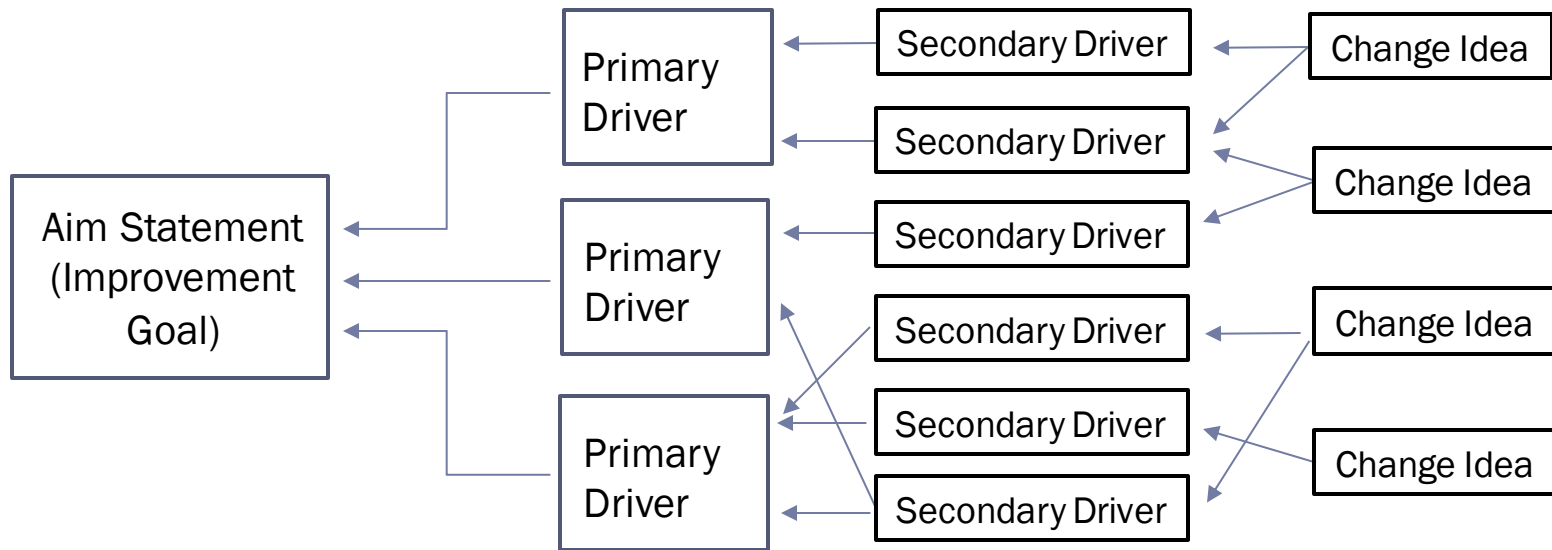 Aim Statement
(Improvement
Goal)
Primary
Driver
Primary
Driver
Primary
Driver
Secondary Driver
Secondary Driver
Secondary Driver
Secondary Driver
Secondary Driver
Secondary Driver
Change Idea
Change Idea
Change Idea
Change Idea